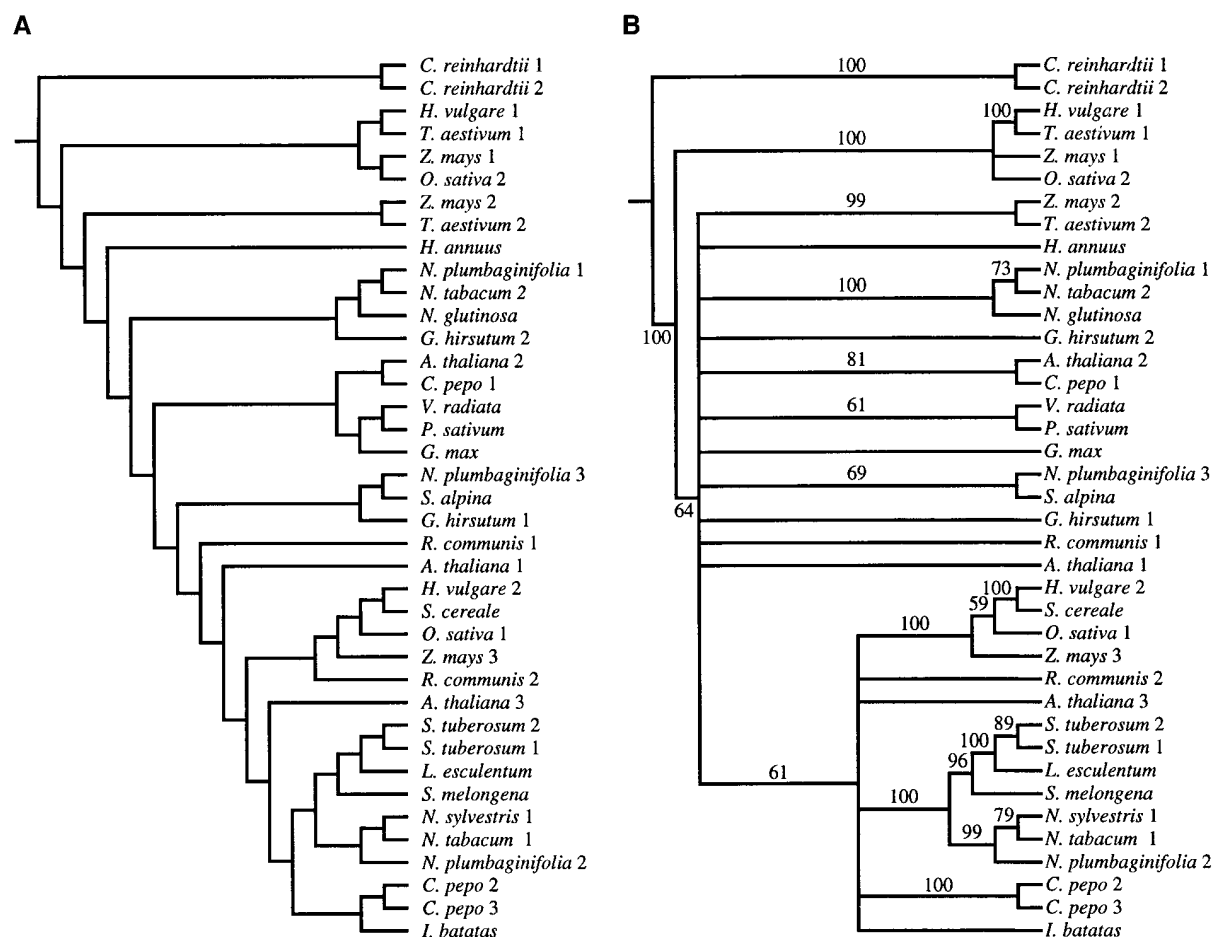 A
C. reinhardtii 1
C. reinhardtii 2
H. vulgare 1
T. aestivum 1
Z. mays 1
O. sativa 2
Z. mays 2
T. aestivum 2
H. annuus
N. plumbaginifolia 1
N. tabacum 2
N. glutinosa
G. hirsutum 2
A. thaliana 2
C. pepo 1
V. radiata
P. sativum
G. max
N. plumbaginifolia 3
S. alpina
G. hirsutum 1
R. communis 1
A. thaliana 1
H. vulgare 2
S. cereale
O. sativa 1
Z. mays 3
R. communis 2
A. thaliana 3
S. tuberosum 2
S. tuberosum 1
L. esculentum
S. melongena
N. sylvestris 1
N. tabacum 1
N. plumbaginifolia 2
C. pepo 2
C. pepo 3
I. batatas
B
100
C. reinhardtii 1
C. reinhardtii 2
100
H. vulgare 1
T. aestivum 1
100
Z. mays 1
O. sativa 2
99
Z. mays 2
T. aestivum 2
H. annuus
73
N. plumbaginifolia 1
100
N. tabacum 2
N. glutinosa
100
G. hirsutum 2
81
A. thaliana 2
C. pepo 1
61
V. radiata
P. sativum
G. max
69
N. plumbaginifolia 3
S. alpina
64
G. hirsutum 1
R. communis 1
A. thaliana 1
100
H. vulgare 2
59
S. cereale
100
O. sativa 1
Z. mays 3
R. communis 2
A. thaliana 3
89
S. tuberosum 2
100
S. tuberosum 1
96
L. esculentum
61
S. melongena
100
79
N. sylvestris 1
99
N. tabacum 1
N. plumbaginifolia 2
100
C. pepo 2
C. pepo 3
I. batatas